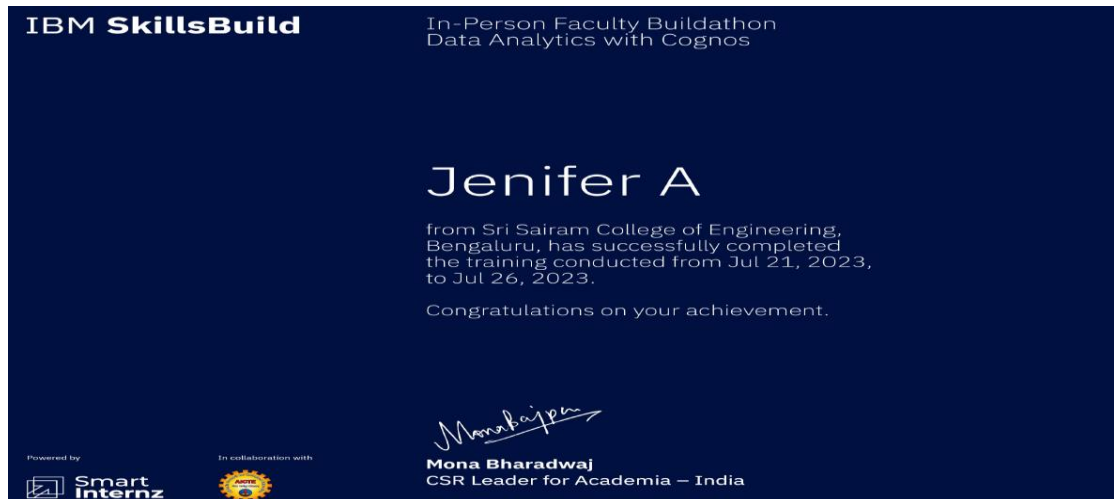 IBM SkillsBuild
In-Person Faculty Buildathon
Data Analytics with Cognos
Jenifer A
from Sri Sairam College of Engineering,
Bengaluru, has successfully completed
the training conducted from Jul 21, 2023,
to Jul 26, 2023.
Congratulations on your achievement.
Mona Bharadwaj
CSR Leader for Academia – India
Powered by
Smart
Internz
In collaboration with
AICTE